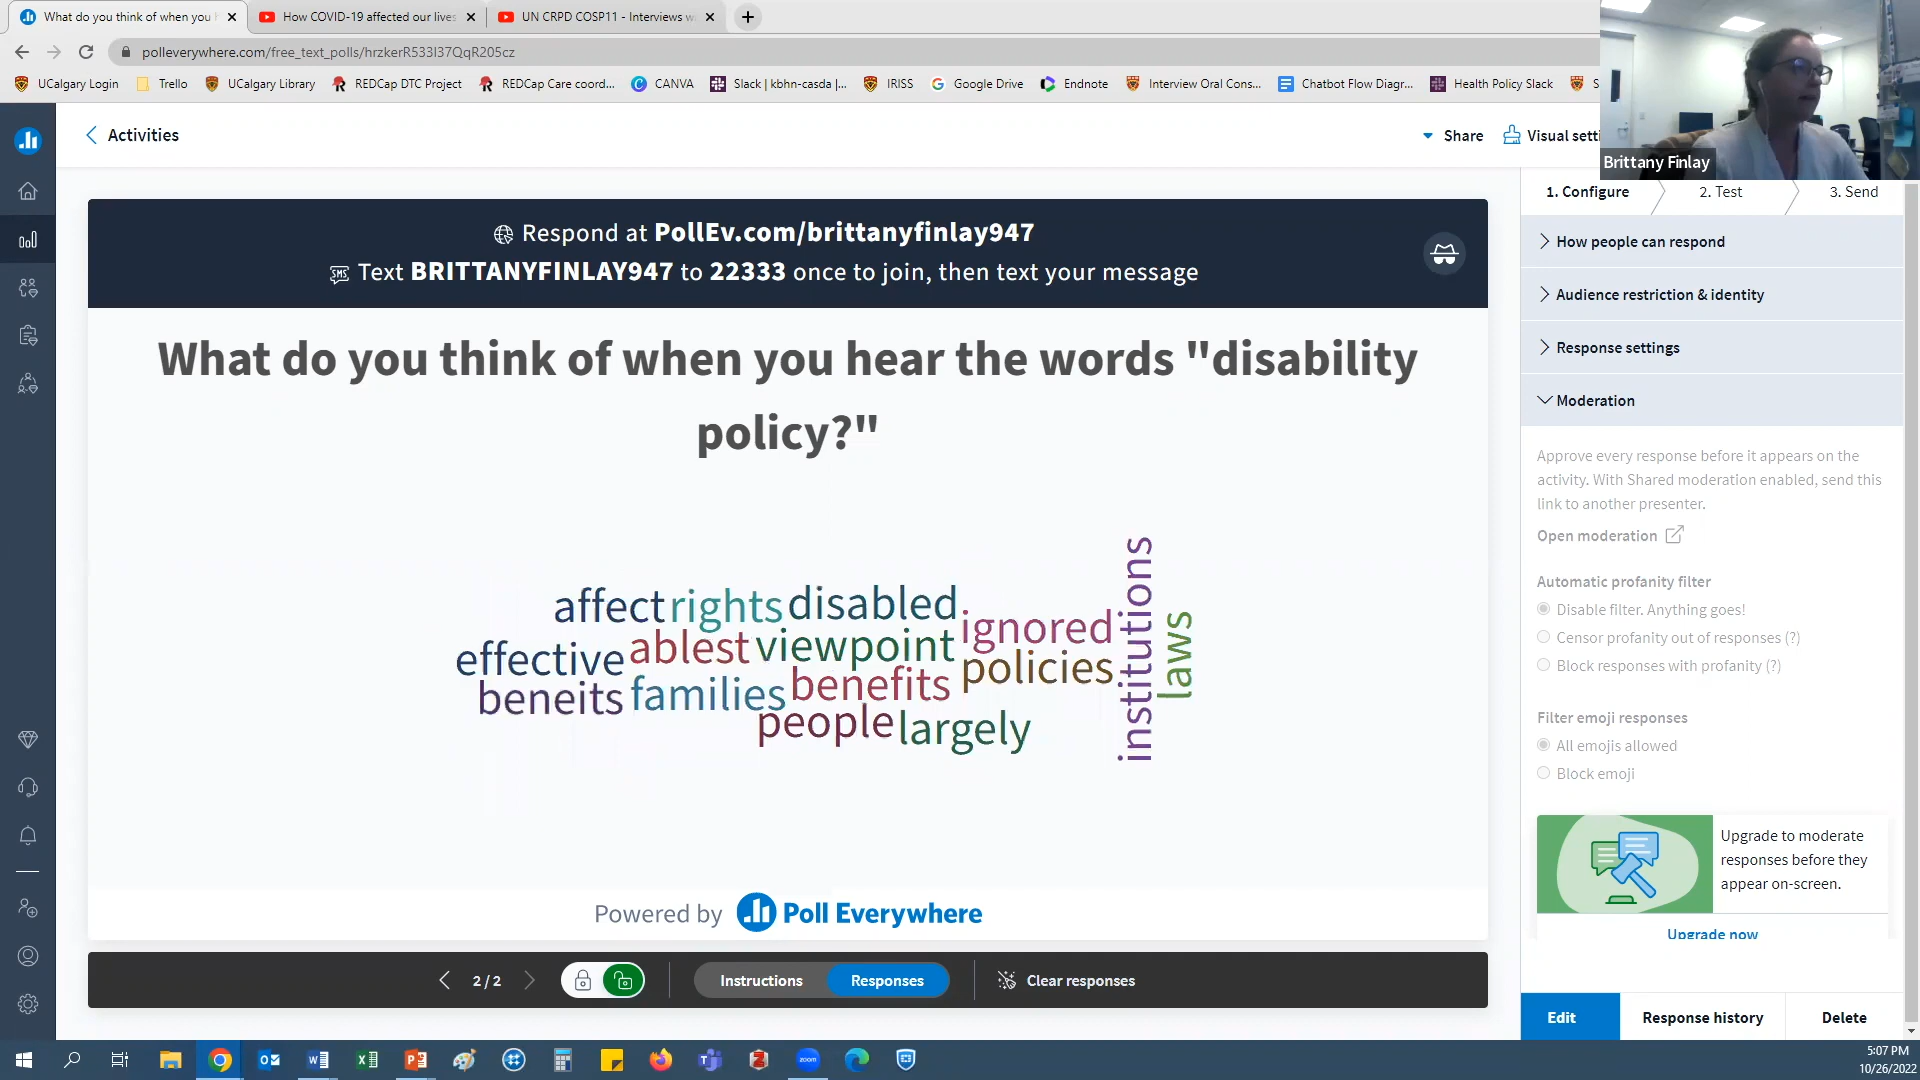 What do you think of when you h
How COVID-19 affected our lives
UN CRPD COSP11 - Interviews w
polleverywhere.com/free_text_polls/hrzkerR533I37QqR205cz
UCalgary Login
Trello
UCalgary Library
REDCap DTC Project
REDCap Care coord...
CANVA
Slack | kbhn-casda |...
IRISS
Google Drive
Endnote
Interview Oral Cons...
Chatbot Flow Diagr...
Health Policy Slack
S
Brittany Finlay
Activities
Share
Visual setti
Respond at PollEv.com/brittanyfinlay947
SMS Text BRITTANYFINLAY947 to 22333 once to join, then text your message
What do you think of when you hear the words "disability
policy?"
affect
rights
disabled
ignored
institutions
laws
effective
ablest
viewpoint
policies
beneits
families
benefits
people
largely
Powered by Poll Everywhere
2 / 2
Instructions
Responses
Clear responses
1. Configure
2. Test
3. Send
How people can respond
Audience restriction & identity
Response settings
Moderation
Approve every response before it appears on the
activity. With Shared moderation enabled, send this
link to another presenter.
Open moderation
Automatic profanity filter
Disable filter. Anything goes!
Censor profanity out of responses (?)
Block responses with profanity (?)
Filter emoji responses
All emojis allowed
Block emoji
Upgrade to moderate
responses before they
appear on-screen.
Upgrade now
Edit
Response history
Delete
zoom
5:07 PM
10/26/2022